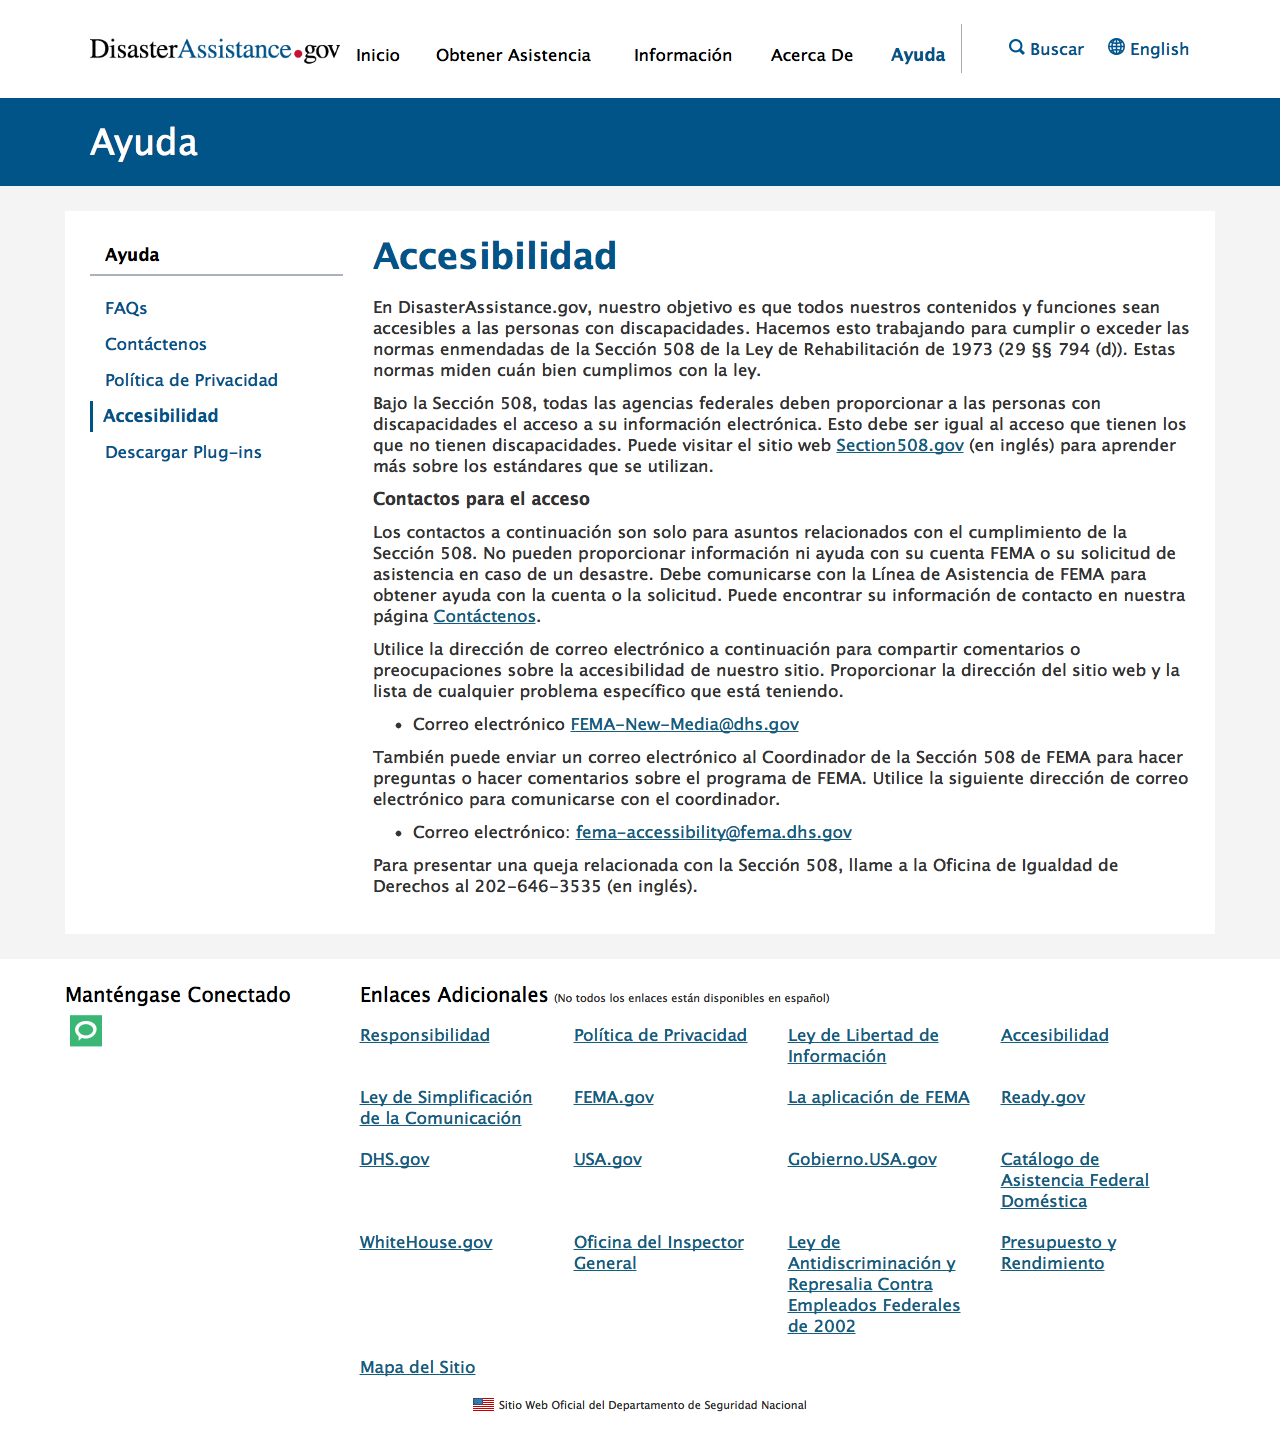 DisasterAssistance.gov
Inicio
Obtener Asistencia
Información
Acerca De
Ayuda
Buscar
English
Ayuda
Ayuda
FAQs
Contáctenos
Política de Privacidad
Accesibilidad
Descargar Plug-ins
Accesibilidad
En DisasterAssistance.gov, nuestro objetivo es que todos nuestros contenidos y funciones sean
accesibles a las personas con discapacidades. Hacemos esto trabajando para cumplir o exceder las
normas enmendadas de la Sección 508 de la Ley de Rehabilitación de 1973 (29 §§ 794 (d)). Estas
normas miden cuán bien cumplimos con la ley.
Bajo la Sección 508, todas las agencias federales deben proporcionar a las personas con
discapacidades el acceso a su información electrónica. Esto debe ser igual al acceso que tienen los
que no tienen discapacidades. Puede visitar el sitio web Section508.gov (en inglés) para aprender
más sobre los estándares que se utilizan.
Contactos para el acceso
Los contactos a continuación son solo para asuntos relacionados con el cumplimiento de la
Sección 508. No pueden proporcionar información ni ayuda con su cuenta FEMA o su solicitud de
asistencia en caso de un desastre. Debe comunicarse con la Línea de Asistencia de FEMA para
obtener ayuda con la cuenta o la solicitud. Puede encontrar su información de contacto en nuestra
página Contáctenos.
Utilice la dirección de correo electrónico a continuación para compartir comentarios o
preocupaciones sobre la accesibilidad de nuestro sitio. Proporcionar la dirección del sitio web y la
lista de cualquier problema específico que está teniendo.
• Correo electrónico FEMA-New-Media@dhs.gov
También puede enviar un correo electrónico al Coordinador de la Sección 508 de FEMA para hacer
preguntas o hacer comentarios sobre el programa de FEMA. Utilice la siguiente dirección de correo
electrónico para comunicarse con el coordinador.
• Correo electrónico: fema-accessibility@fema.dhs.gov
Para presentar una queja relacionada con la Sección 508, llame a la Oficina de Igualdad de
Derechos al 202-646-3535 (en inglés).
Manténgase Conectado
Enlaces Adicionales (No todos los enlaces están disponibles en español)
Responsibilidad
Política de Privacidad
Ley de Libertad de
Información
Accesibilidad
Ley de Simplificación
de la Comunicación
FEMA.gov
La aplicación de FEMA
Ready.gov
DHS.gov
USA.gov
Gobierno.USA.gov
Catálogo de
Asistencia Federal
Doméstica
WhiteHouse.gov
Oficina del Inspector
General
Ley de
Antidiscriminación y
Represalia Contra
Empleados Federales
de 2002
Presupuesto y
Rendimiento
Mapa del Sitio
Sitio Web Oficial del Departamento de Seguridad Nacional